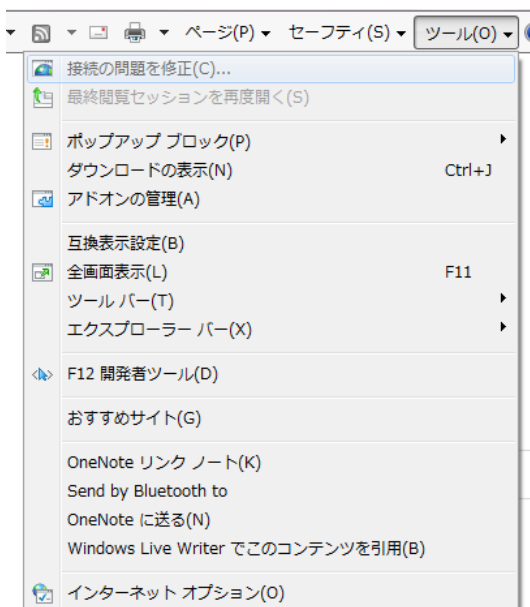 ページ(P) セーフティ(S) ツール(O)
接続の問題を修正(C)...
最終閲覧セッションを再度開く(S)
ポップアップ ブロック(P)
ダウンロードの表示(N) Ctrl+J
アドオンの管理(A)
互換表示設定(B)
全画面表示(L) F11
ツール バー(T)
エクスプローラー バー(X)
F12 開発者ツール(D)
おすすめサイト(G)
OneNote リンク ノート(K)
Send by Bluetooth to
OneNote に送る(N)
Windows Live Writer でこのコンテンツを引用(B)
インターネット オプション(O)